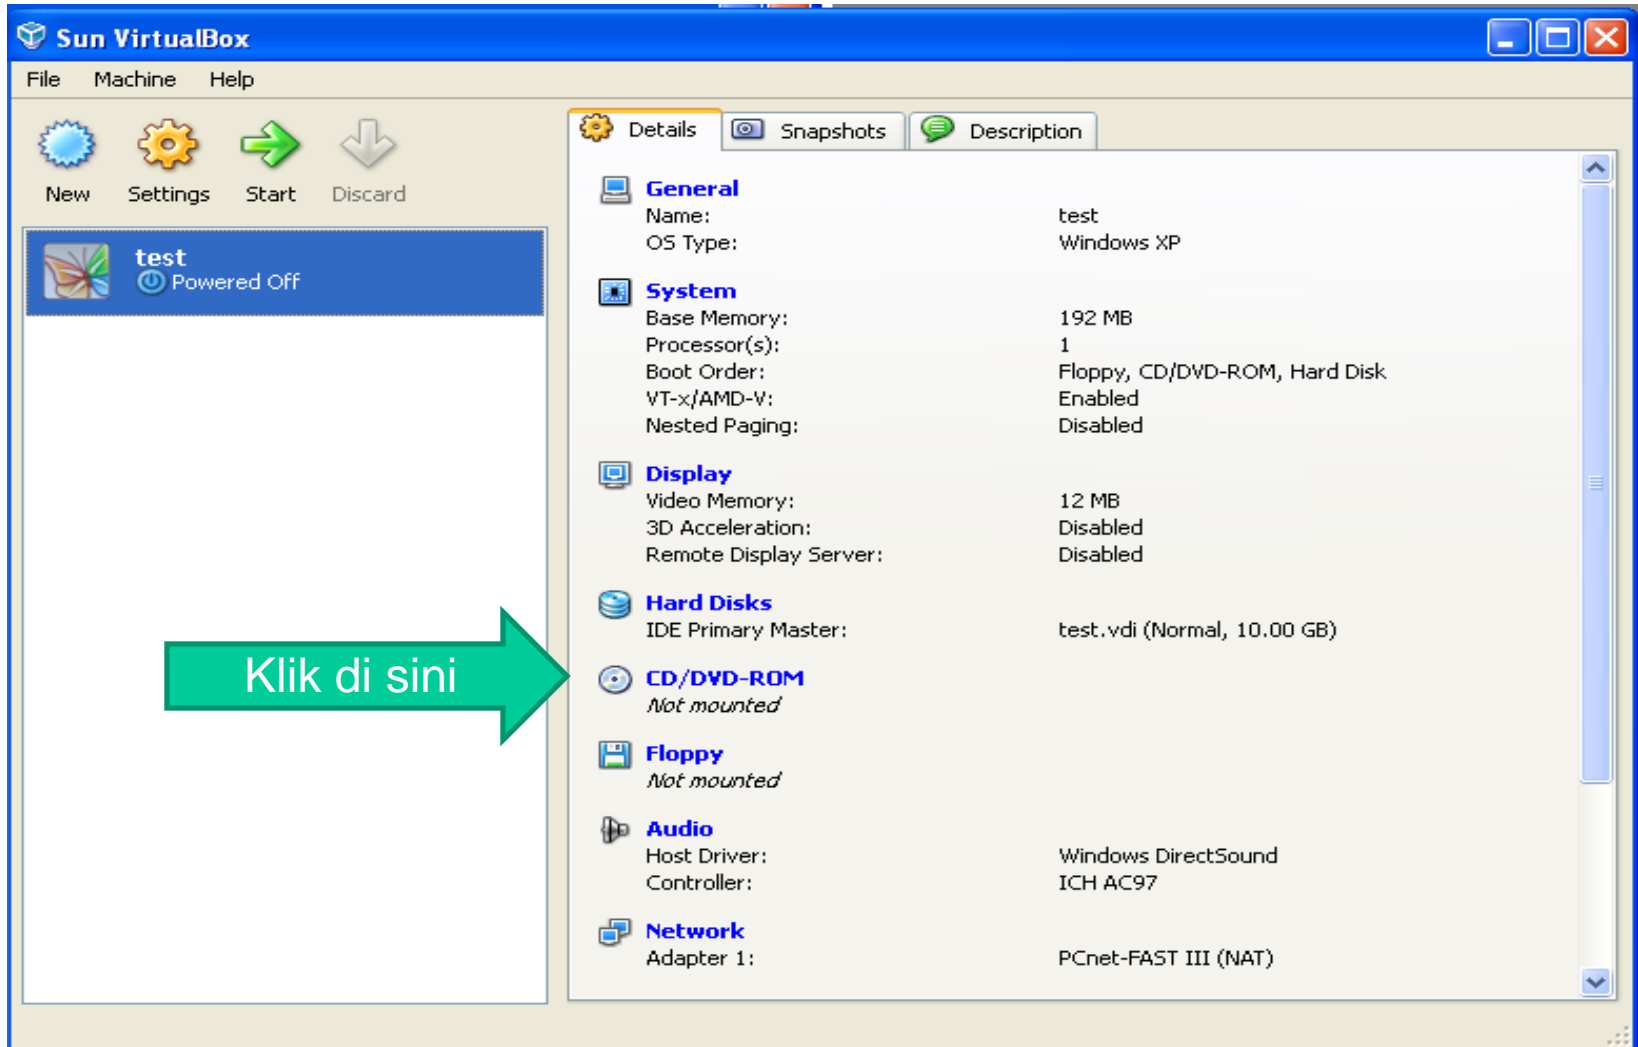 Sun VirtualBox
File Machine Help
New Settings Start Discard
test
Powered Off
Klik di sini
Details Snapshots Description
General
Name: test
OS Type: Windows XP
System
Base Memory: 192 MB
Processor(s): 1
Boot Order: Floppy, CD/DVD-ROM, Hard Disk
VT-x/AMD-V: Enabled
Nested Paging: Disabled
Display
Video Memory: 12 MB
3D Acceleration: Disabled
Remote Display Server: Disabled
Hard Disks
IDE Primary Master: test.vdi (Normal, 10.00 GB)
CD/DVD-ROM
Not mounted
Floppy
Not mounted
Audio
Host Driver: Windows DirectSound
Controller: ICH AC97
Network
Adapter 1: PCnet-FAST III (NAT)